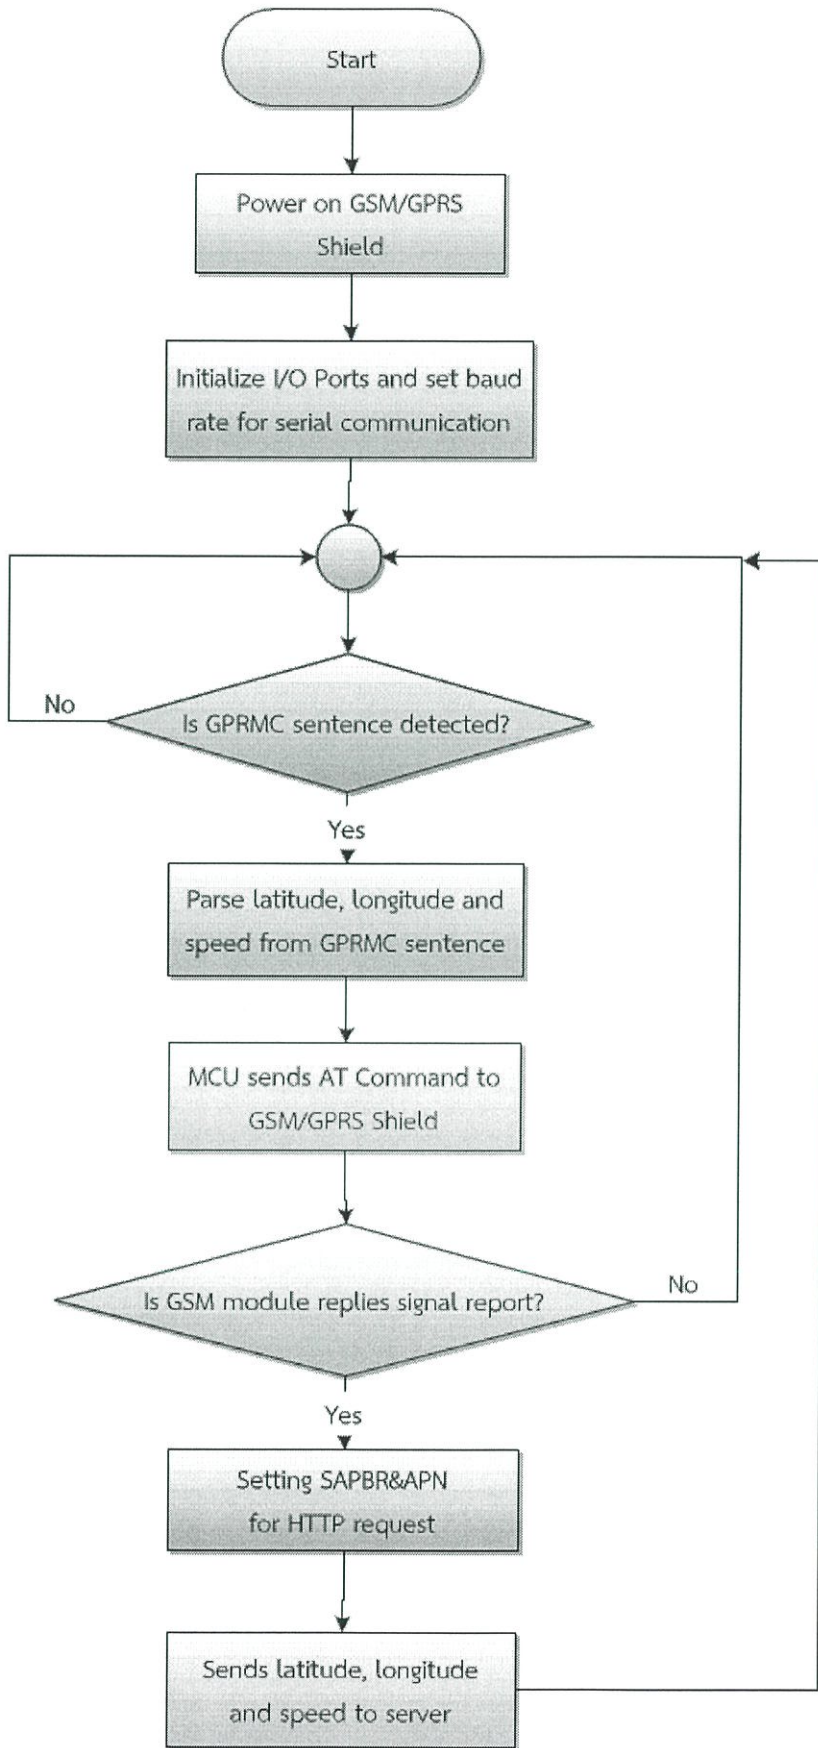 Start
Power on GSM/GPRS
Shield
Initialize I/O Ports and set baud
rate for serial communication
No
Is GPRMC sentence detected?
Yes
Parse latitude, longitude and
speed from GPRMC sentence
MCU sends AT Command to
GSM/GPRS Shield
Is GSM module replies signal report?
No
Yes
Setting SAPBR&APN
for HTTP request
Sends latitude, longitude
and speed to server